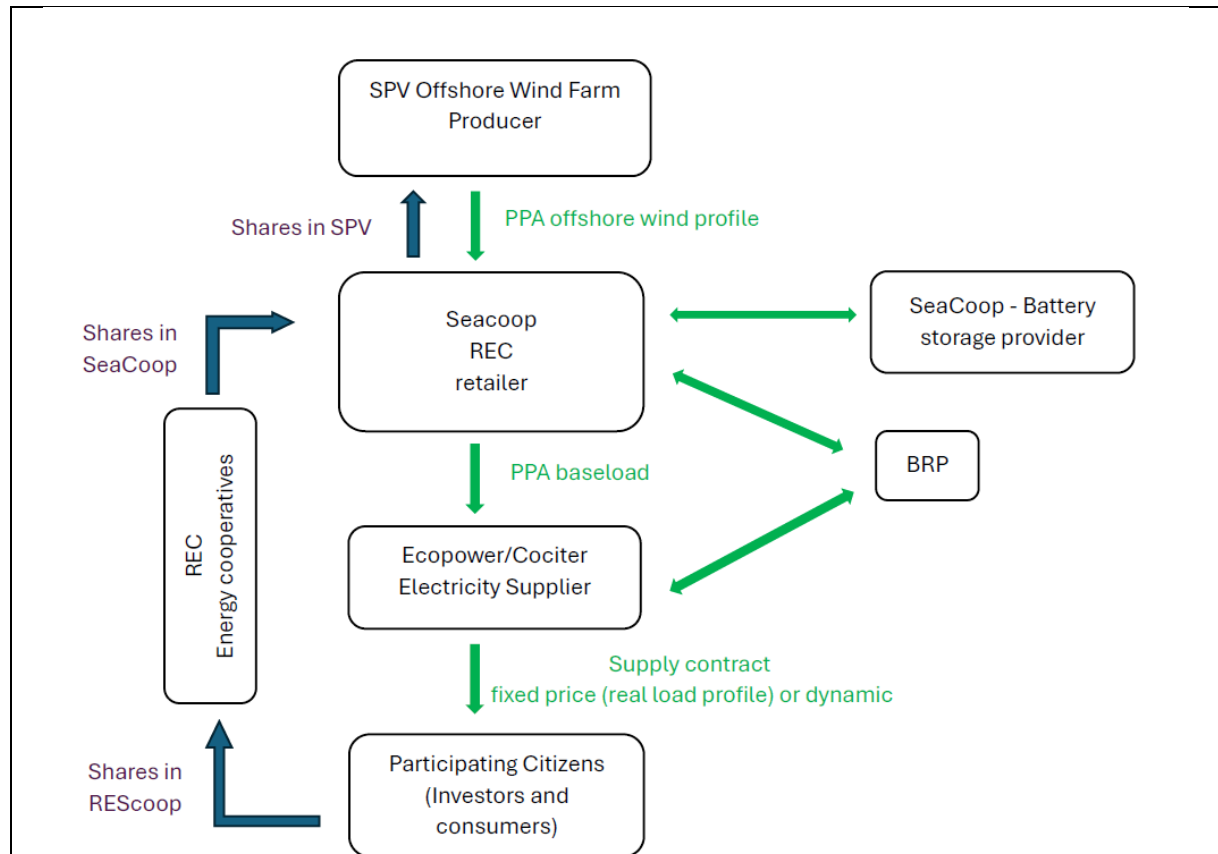 SPV Offshore Wind Farm
Producer
Shares in SPV
PPA offshore wind profile
Seacoop
REC
retailer
SeaCoop - Battery
storage provider
Shares in
SeaCoop
BRP
PPA baseload
REC
Energy cooperatives
Ecopower/Cociter
Electricity Supplier
Supply contract
fixed price (real load profile) or dynamic
Shares in
REScoop
Participating Citizens
(Investors and
consumers)